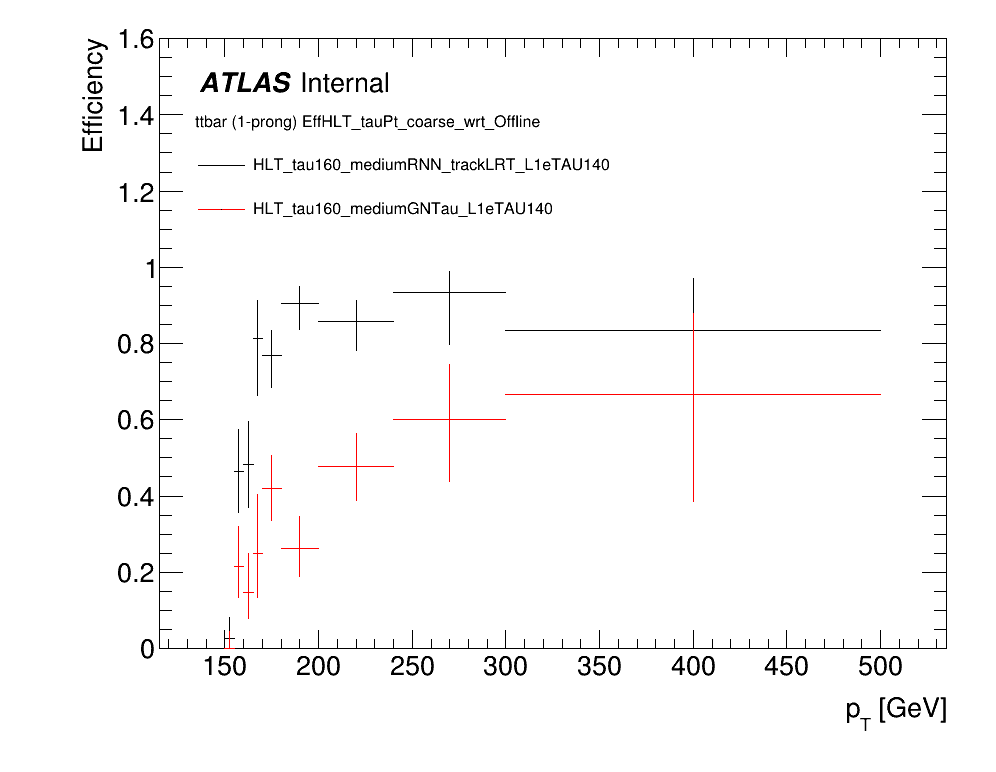 Efficiency
1.6
1.4
1.2
1
0.8
0.6
0.4
0.2
0
ATLAS Internal
ttbar (1-prong) EffHLT_tauPt_coarse_wrt_Offline
HLT_tau160_mediumRNN_trackLRT_L1eTAU140
HLT_tau160_mediumGNTau_L1eTAU140
150 200 250 300 350 400 450 500
p_T [GeV]